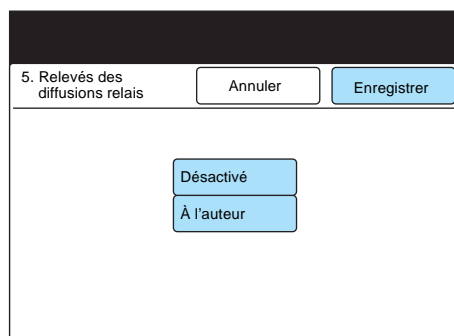 5. Relevés des
diffusions relais
Annuler
Enregistrer
Désactivé
À l’auteur